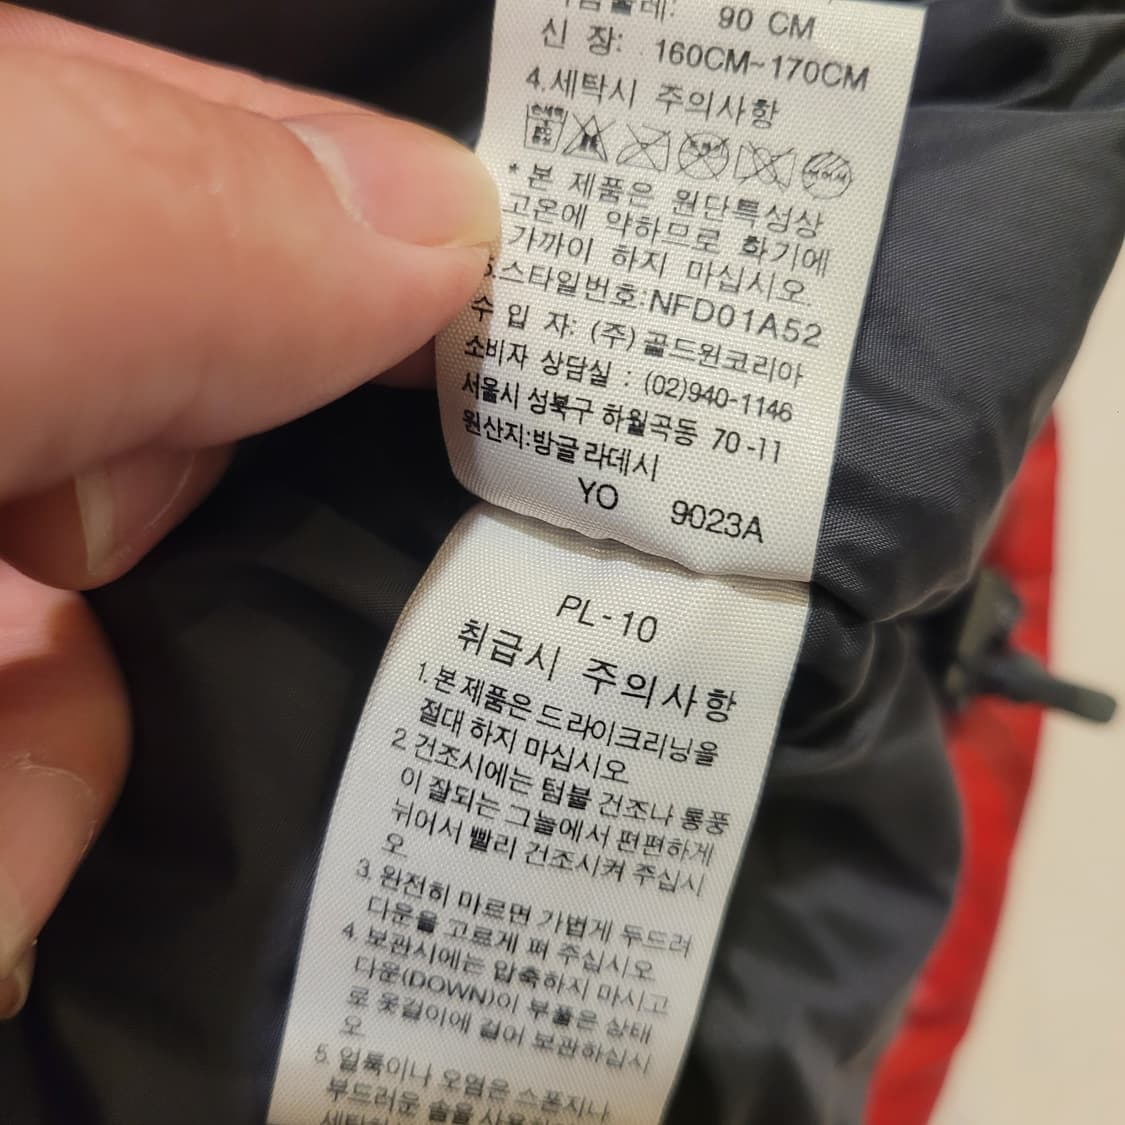 90 CM
신 장: 160CM~170CM
4.세탁시 주의사항
*본 제품은 원단특성상
고온에 약하므로 화기에
가까이 하지 마십시오.
5.스타일번호:NFD01A52
수 입 자: (주)골드윈코리아
소비자 상담실 : (02)940-1146
서울시 성북구 하월곡동 70-11
원산지:방글라데시
YO 9023A
PL-10
취급시 주의사항
1.본제품은드라이크리닝을
절대 하지 마십시오
2 건조시에는 텀블 건조나 통풍
이 잘되는 그늘에서 편편하게
뉘어서 빨리 건조시켜 주십시
오
3. 완전히 마르면 가볍게 두드려
다운을 고르게 펴 주십시오
4. 보관시에는 압축하지 마시고
다운(DOWN)이 부풀은 상태
로 옷걸이에 걸어 보관하십시
오
5. 얼룩이나 오염은 스폰지나
부드러운 솔을 사용